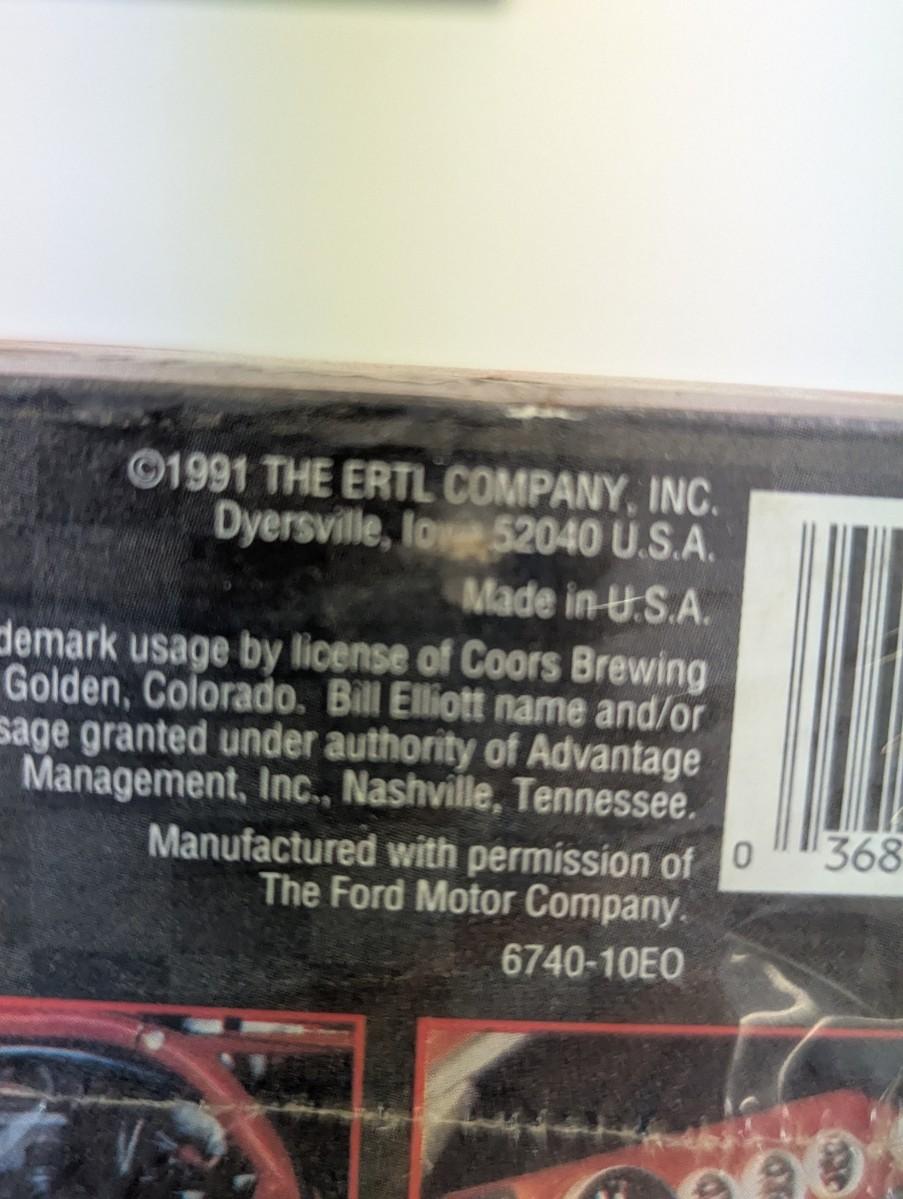 ©1991 THE ERTL COMPANY, INC.
Dyersville, Iowa 52040 U.S.A.
Made in U.S.A.
demark usage by license of Coors Brewing
Golden, Colorado. Bill Elliott name and/or
sage granted under authority of Advantage
Management, Inc., Nashville, Tennessee.
Manufactured with permission of
The Ford Motor Company.
6740-10EO
0 368